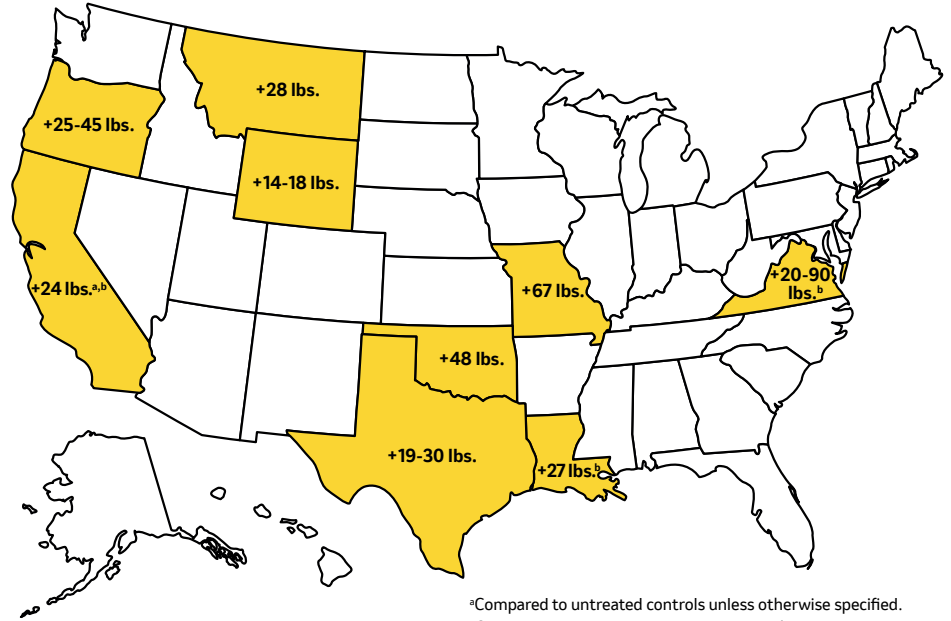 +28 lbs.
+25-45 lbs.
+14-18 lbs.
+24 lbs.ᵃ,ᵇ
+67 lbs.
+20-90
lbs.ᵇ
+48 lbs.
+19-30 lbs.
+27 lbs.ᵇ
ᵃCompared to untreated controls unless otherwise specified.